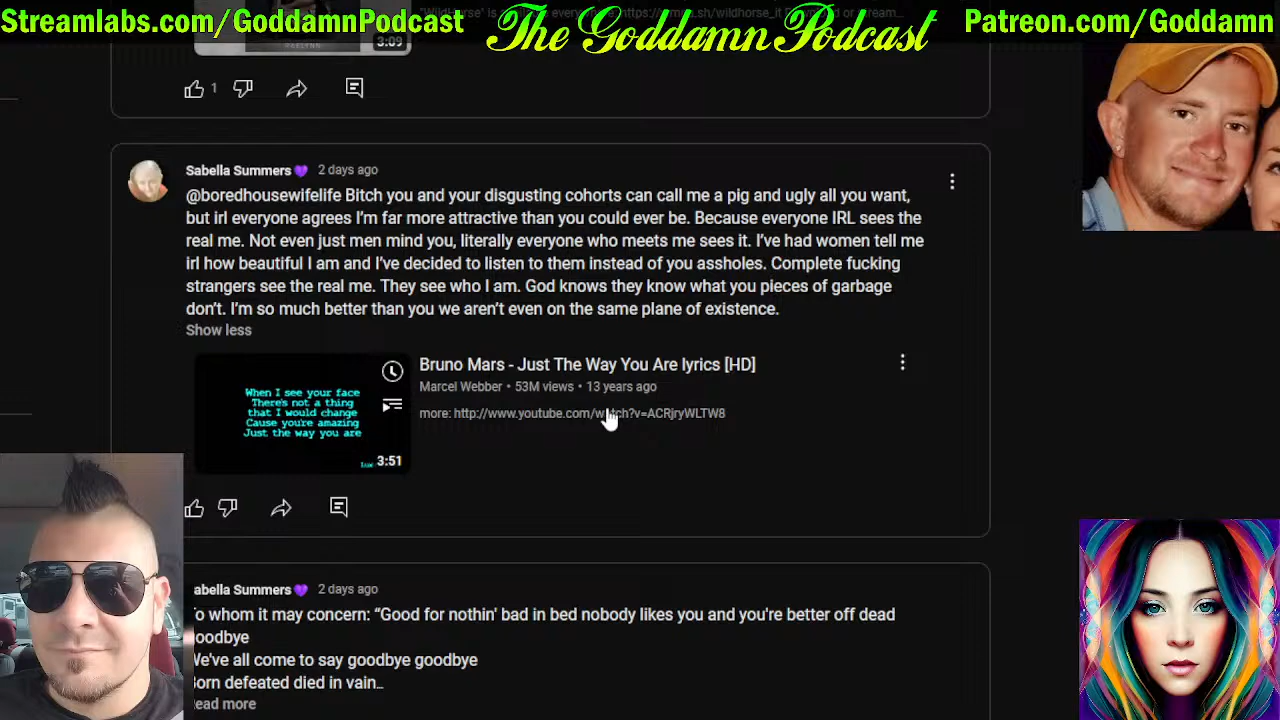 Streamlabs.com/GoddamnPodcast
The Goddamn Podcast
Patreon.com/Goddamn
3:09
1
Sabella Summers💜 2 days ago
@boredhousewifelife Bitch you and your disgusting cohorts can call me a pig and ugly all you want,
but irl everyone agrees I'm far more attractive than you could ever be. Because everyone IRL sees the
real me. Not even just men mind you, literally everyone who meets me sees it. I've had women tell me
irl how beautiful I am and I've decided to listen to them instead of you assholes. Complete fucking
strangers see the real me. They see who I am. God knows they know what you pieces of garbage
don't. I'm so much better than you we aren't even on the same plane of existence.
Show less
When I see your face
There's not a thing
that I would change
Cause you're amazing
Just the way you are
3:51
Bruno Mars - Just The Way You Are lyrics [HD]
Marcel Webber • 53M views • 13 years ago
more: http://www.youtube.com/watch?v=ACRjryWLTW8
abella Summers💜 2 days ago
o whom it may concern: “Good for nothin' bad in bed nobody likes you and you're better off dead
oodbye
We've all come to say goodbye goodbye
orn defeated died in vain…
ead more